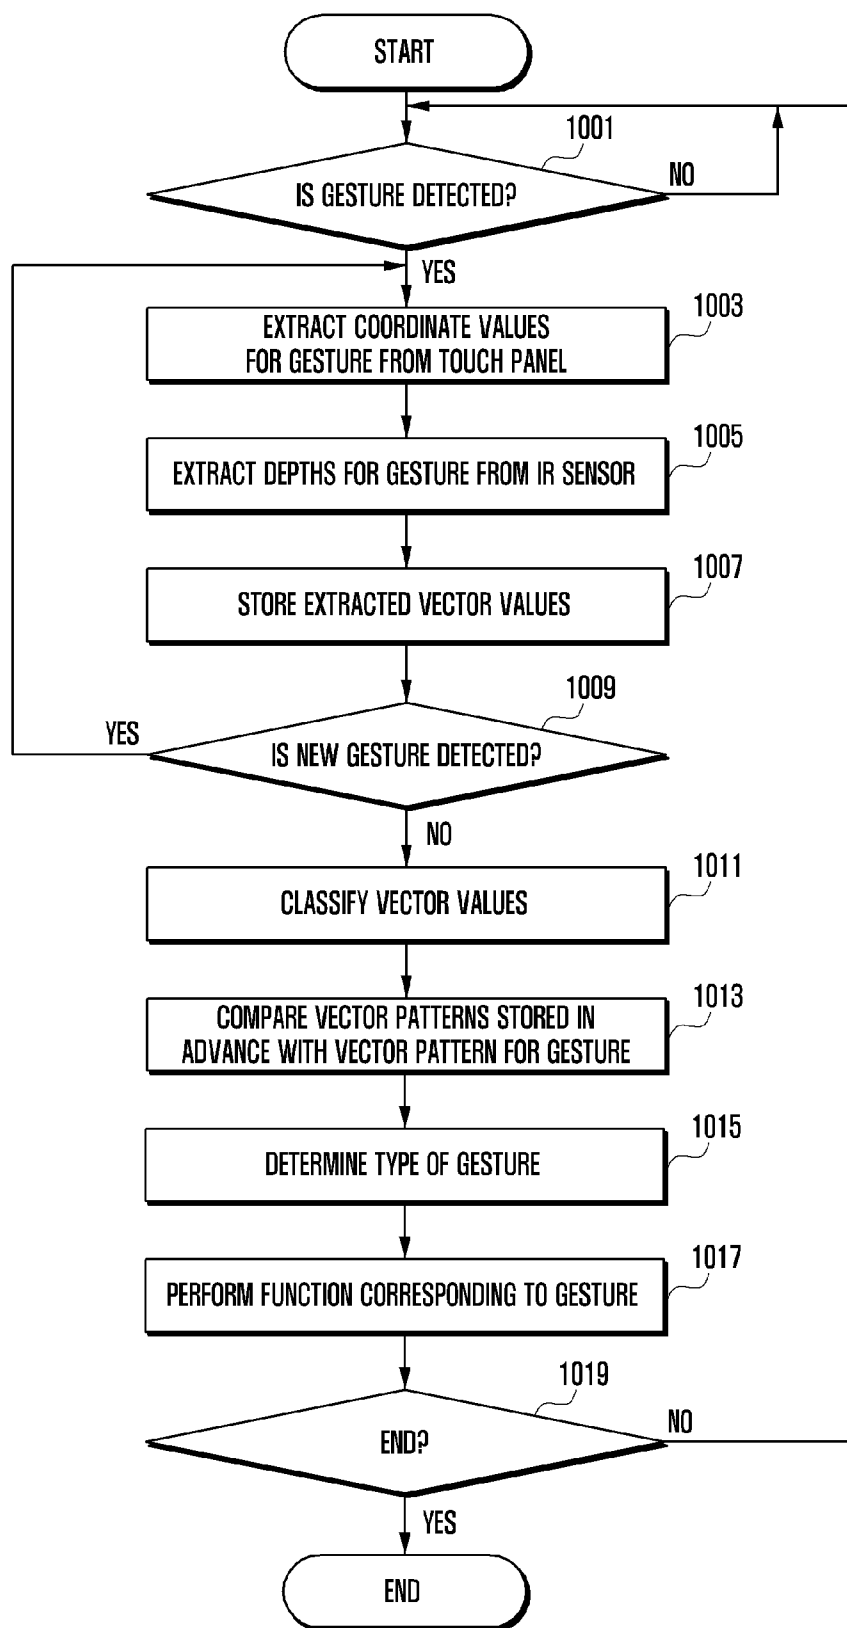 START
1001
IS GESTURE DETECTED?
NO
YES
1003
EXTRACT COORDINATE VALUES
FOR GESTURE FROM TOUCH PANEL
1005
EXTRACT DEPTHS FOR GESTURE FROM IR SENSOR
1007
STORE EXTRACTED VECTOR VALUES
1009
YES
IS NEW GESTURE DETECTED?
NO
1011
CLASSIFY VECTOR VALUES
1013
COMPARE VECTOR PATTERNS STORED IN
ADVANCE WITH VECTOR PATTERN FOR GESTURE
1015
DETERMINE TYPE OF GESTURE
1017
PERFORM FUNCTION CORRESPONDING TO GESTURE
1019
END?
NO
YES
END